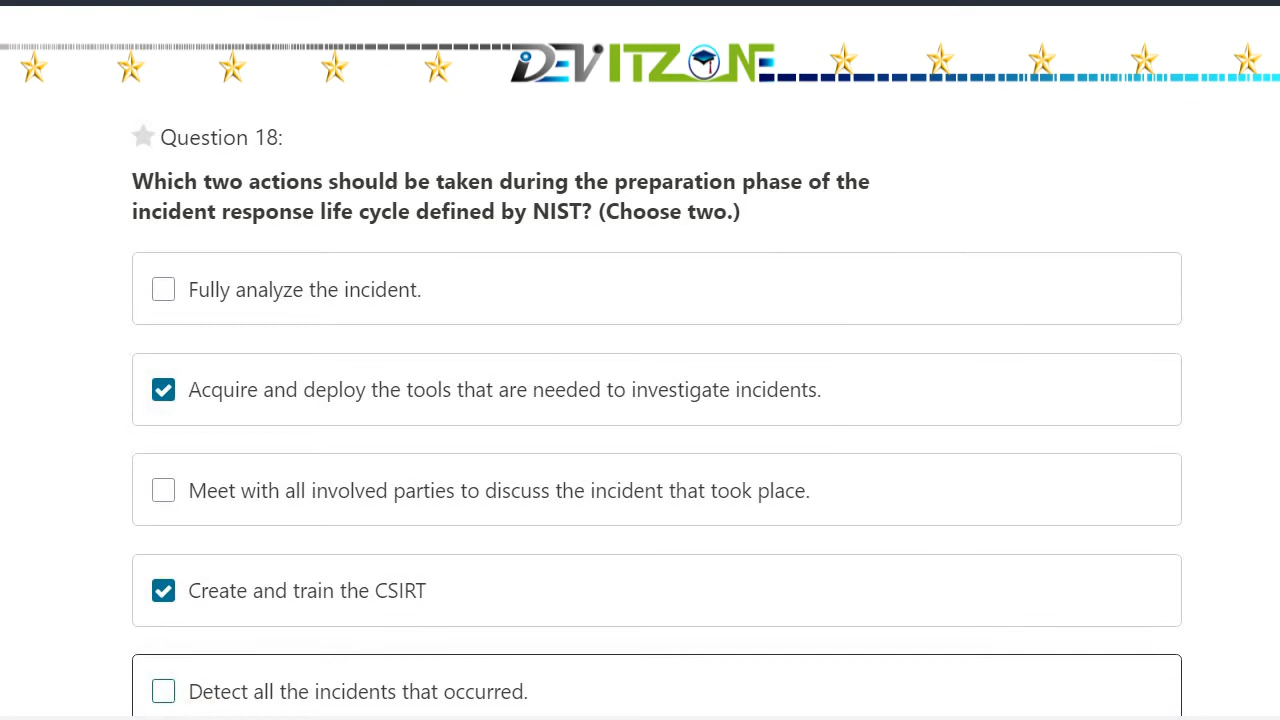 DEV ITZONE
Question 18:
Which two actions should be taken during the preparation phase of the
incident response life cycle defined by NIST? (Choose two.)
Fully analyze the incident.
Acquire and deploy the tools that are needed to investigate incidents.
Meet with all involved parties to discuss the incident that took place.
Create and train the CSIRT
Detect all the incidents that occurred.